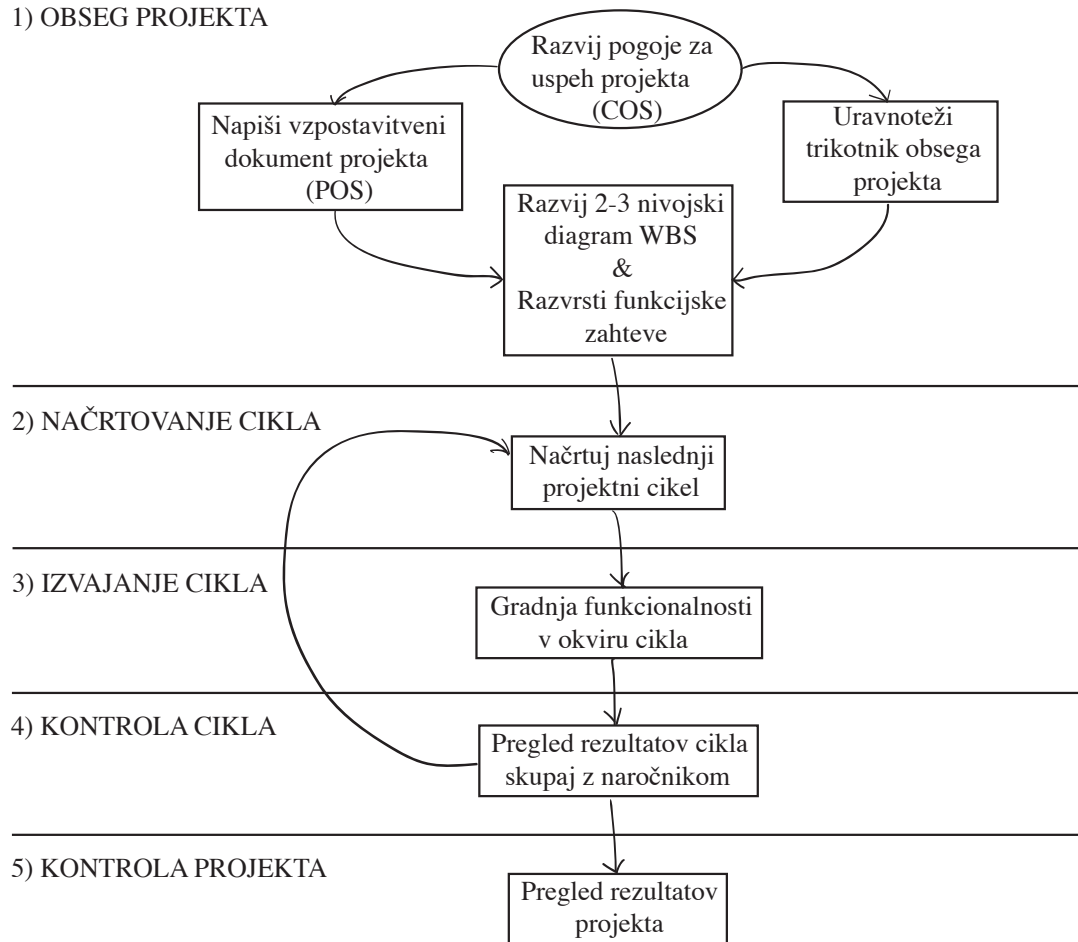 1) OBSEG PROJEKTA
Razvij pogoje za
uspeh projekta
(COS)
Napiši vzpostavitveni
dokument projekta
(POS)
Uravnoteži
trikotnik obsega
projekta
Razvij 2-3 nivojski
diagram WBS
&
Razvrsti funkcijske
zahteve
2) NAČRTOVANJE CIKLA
Načrtuj naslednji
projektni cikel
3) IZVAJANJE CIKLA
Gradnja funkcionalnosti
v okviru cikla
4) KONTROLA CIKLA
Pregled rezultatov cikla
skupaj z naročnikom
5) KONTROLA PROJEKTA
Pregled rezultatov
projekta